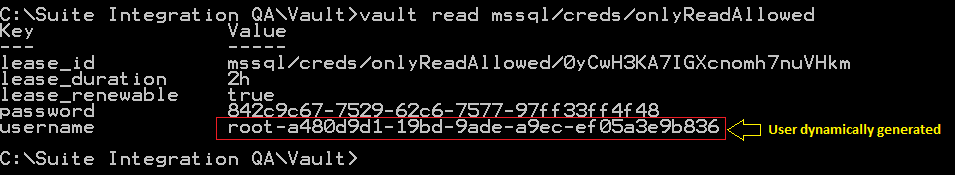 C:\Suite Integration QA\Vault>vault read mssql/creds/onlyReadAllowed
Key Value
--- -----
lease_id mssql/creds/onlyReadAllowed/0yCwH3KA7IGXcnomh7nuVHkm
lease_duration 2h
lease_renewable true
password 842c9c67-7529-62c6-7577-97ff33ff4f48
username root-a480d9d1-19bd-9ade-a9ec-ef05a3e9b836 User dynamically generated
C:\Suite Integration QA\Vault>